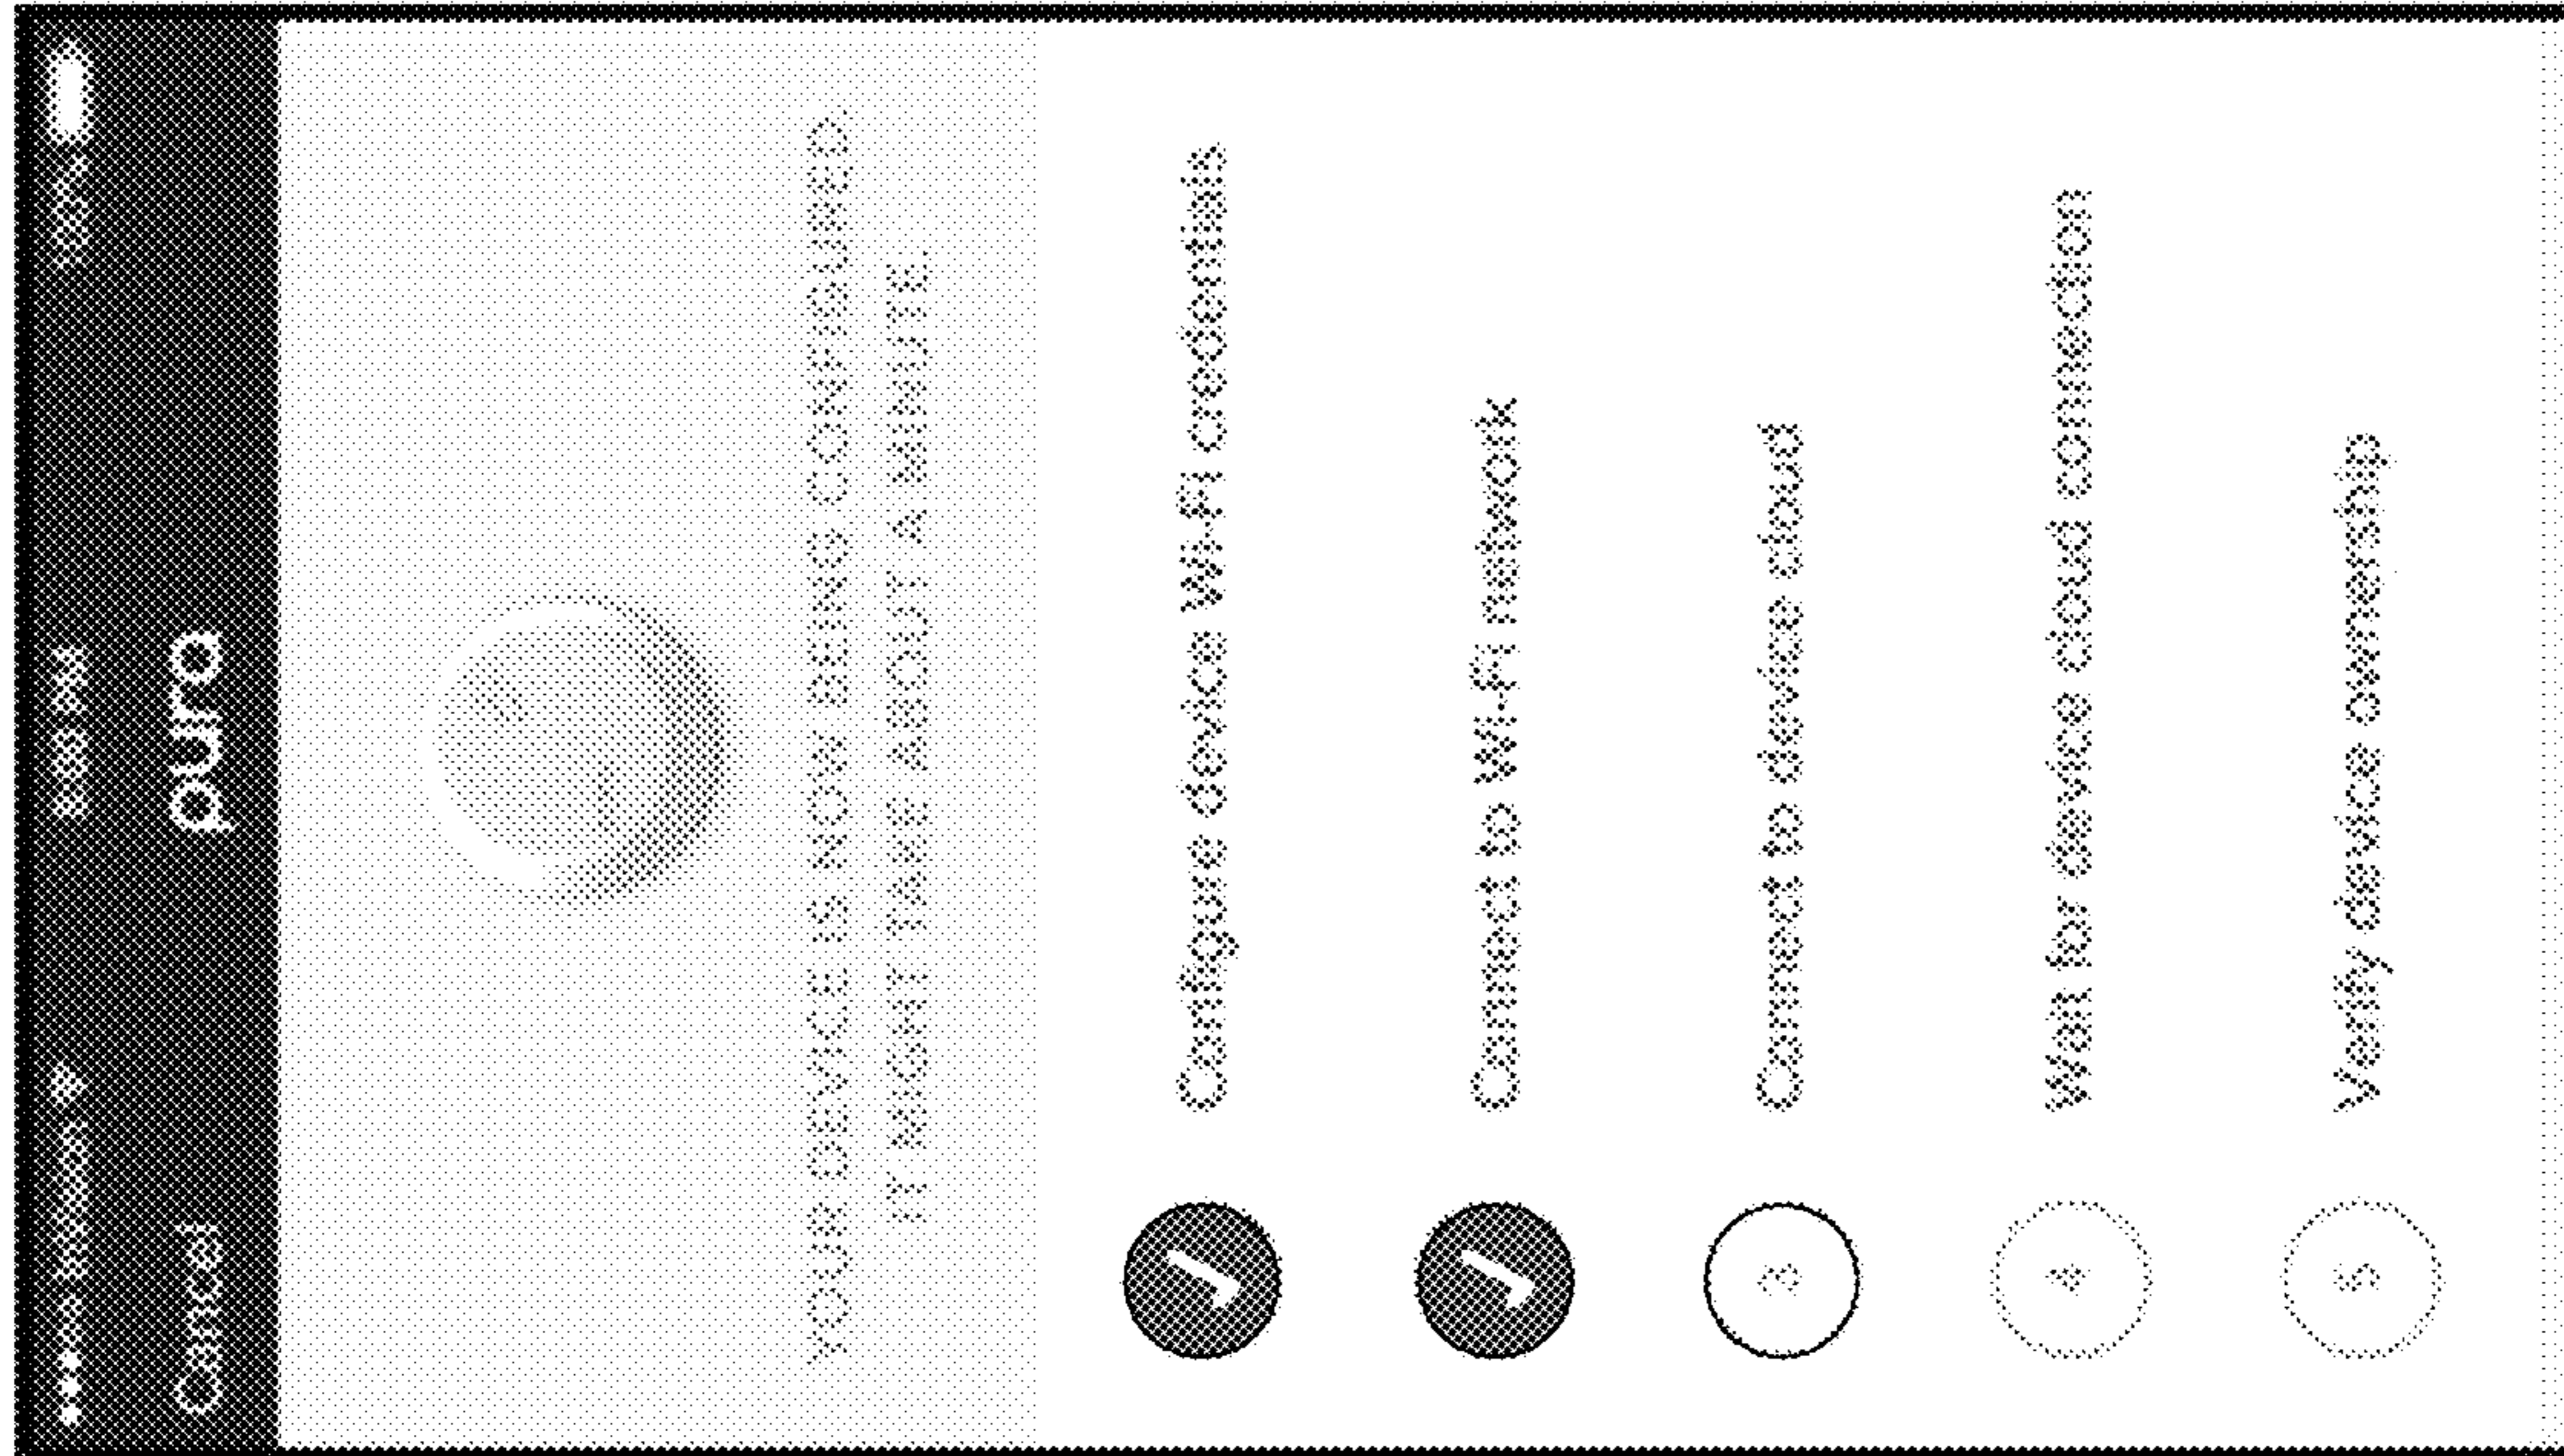 Cancel
pura
YOUR DEVICE IS NOW BEING CONFIGURED.
IT MIGHT TAKE ABOUT A MINUTE
Configure device Wi-Fi credentials
Connect to Wi-Fi network
3 Connect to device cloud
4 Wait for device cloud connection
5 Verify device ownership